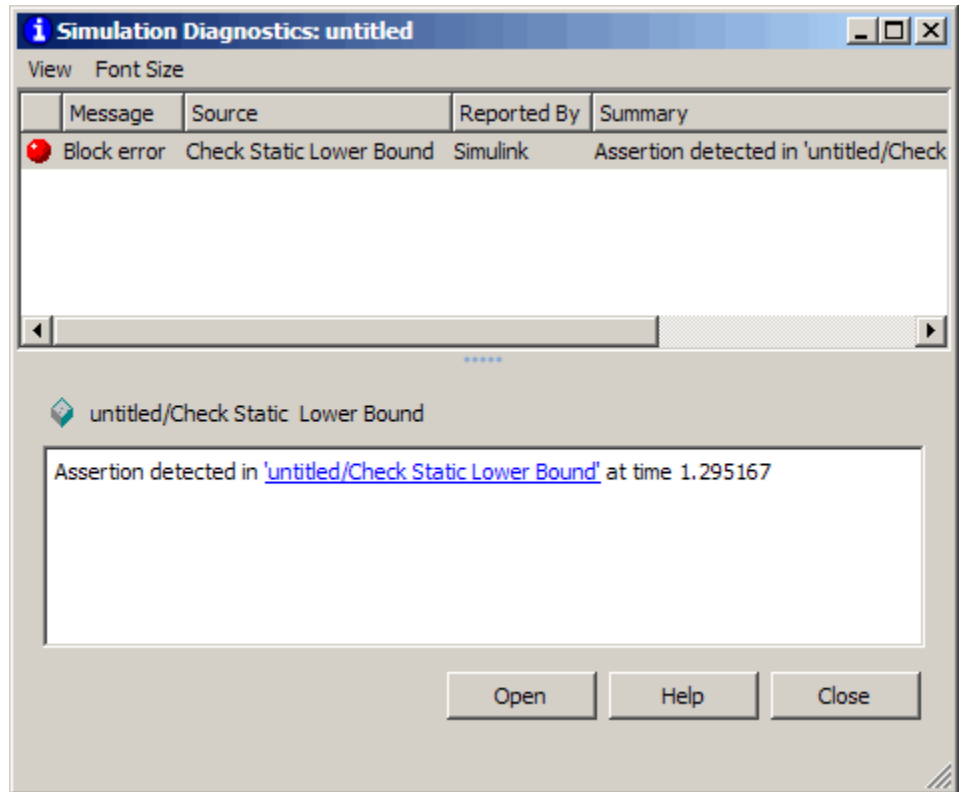 Simulation Diagnostics: untitled
View Font Size
Message Source Reported By Summary
Block error Check Static Lower Bound Simulink Assertion detected in 'untitled/Check
untitled/Check Static Lower Bound
Assertion detected in 'untitled/Check Static Lower Bound' at time 1.295167
Open Help Close